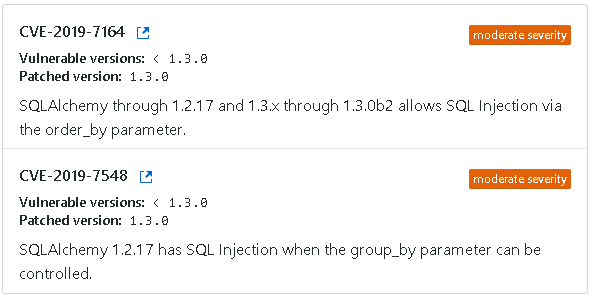 CVE-2019-7164
moderate severity
Vulnerable versions: < 1.3.0
Patched version: 1.3.0
SQLAlchemy through 1.2.17 and 1.3.x through 1.3.0b2 allows SQL Injection via
the order_by parameter.
CVE-2019-7548
moderate severity
Vulnerable versions: < 1.3.0
Patched version: 1.3.0
SQLAlchemy 1.2.17 has SQL Injection when the group_by parameter can be
controlled.